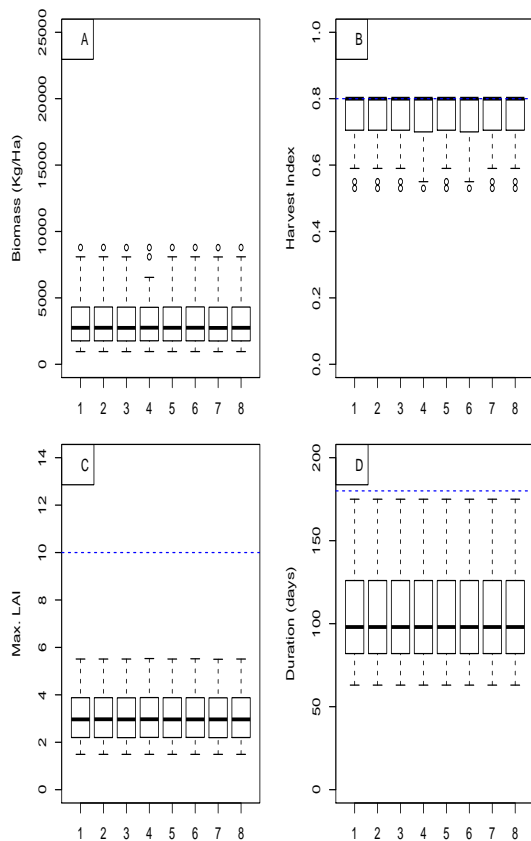 A
Biomass (Kg/Ha)
25000
20000
15000
10000
5000
0
1 2 3 4 5 6 7 8
B
Harvest Index
1.0
0.8
0.6
0.4
0.2
0.0
1 2 3 4 5 6 7 8
C
Max. LAI
14
12
10
8
6
4
2
0
1 2 3 4 5 6 7 8
D
Duration (days)
200
150
100
50
0
1 2 3 4 5 6 7 8